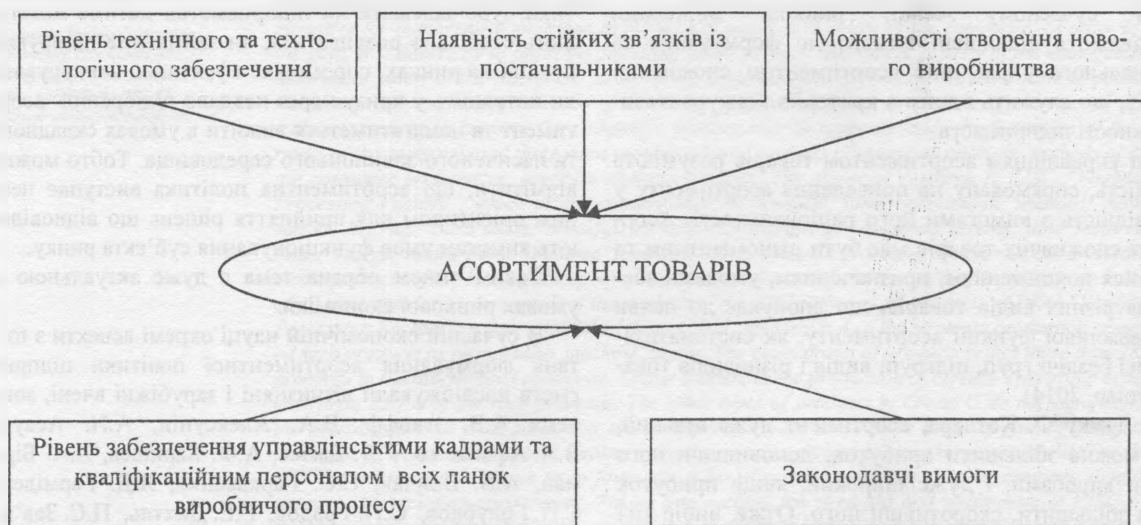 Рівень технічного та техно-
логічного забезпечення
Наявність стійких зв’язків із
постачальниками
Можливості створення ново-
го виробництва
АСОРТИМЕНТ ТОВАРІВ
Рівень забезпечення управлінськими кадрами та
кваліфікаційним персоналом всіх ланок
виробничого процесу
Законодавчі вимоги